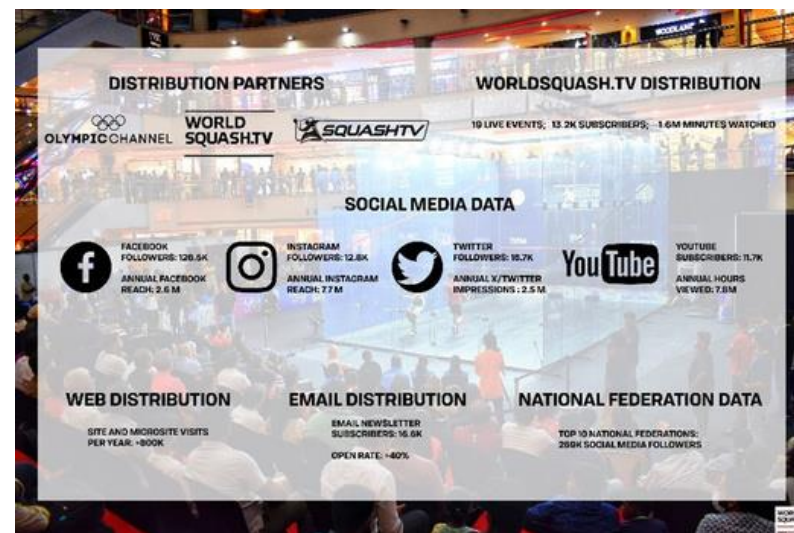 WOODLAND
DISTRIBUTION PARTNERS
WORLDSQUASH.TV DISTRIBUTION
OLYMPIC CHANNEL
WORLD
SQUASH.TV
SQUASHTV
19 LIVE EVENTS; 13.2K SUBSCRIBERS; 1.6M MINUTES WATCHED
SOCIAL MEDIA DATA
FACEBOOK
FOLLOWERS: 126.5K
ANNUAL FACEBOOK
REACH: 2.6 M
INSTAGRAM
FOLLOWERS: 12.8K
ANNUAL INSTAGRAM
REACH: 7.7 M
TWITTER
FOLLOWERS: 16.7K
ANNUAL X/TWITTER
IMPRESSIONS : 2.5 M
YouTube
YOUTUBE
SUBSCRIBERS: 11.7K
ANNUAL HOURS
VIEWED: 7.8M
WEB DISTRIBUTION
SITE AND MICROSITE VISITS
PER YEAR: +800K
EMAIL DISTRIBUTION
EMAIL NEWSLETTER
SUBSCRIBERS: 16.6K
OPEN RATE: +40%
NATIONAL FEDERATION DATA
TOP 10 NATIONAL FEDERATIONS:
269K SOCIAL MEDIA FOLLOWERS